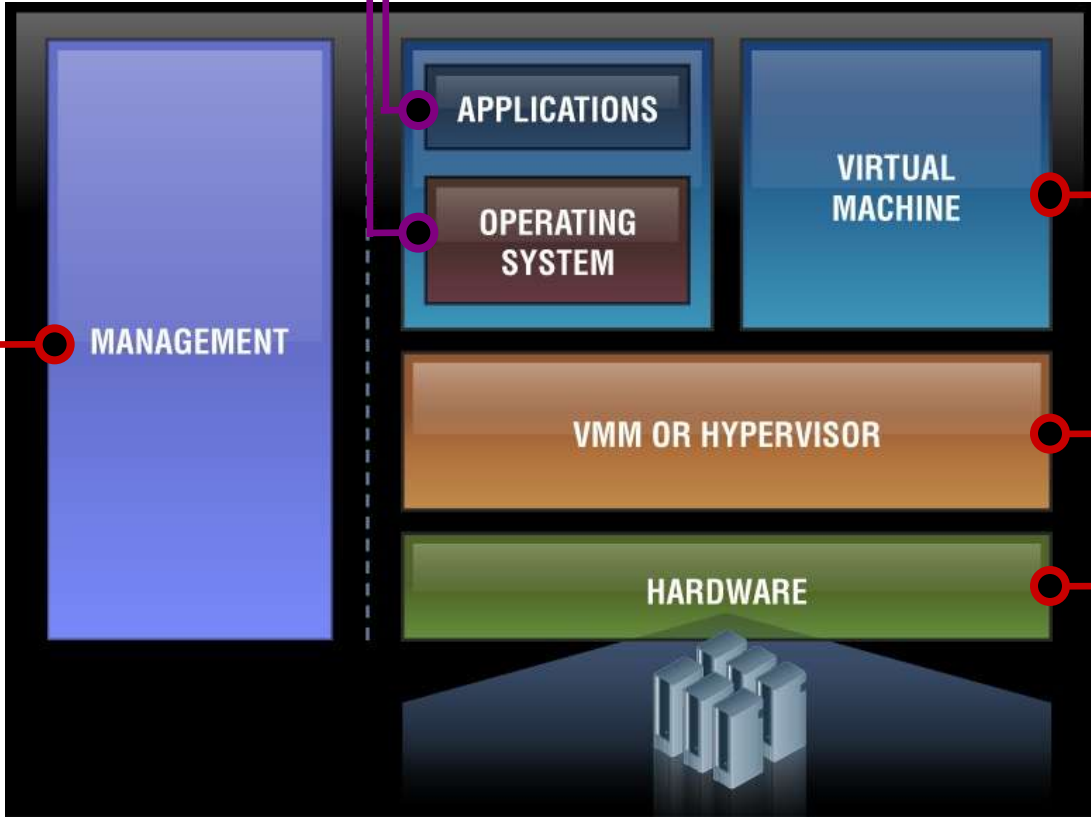 MANAGEMENT
APPLICATIONS
OPERATING
SYSTEM
VIRTUAL
MACHINE
VMM OR HYPERVISOR
HARDWARE